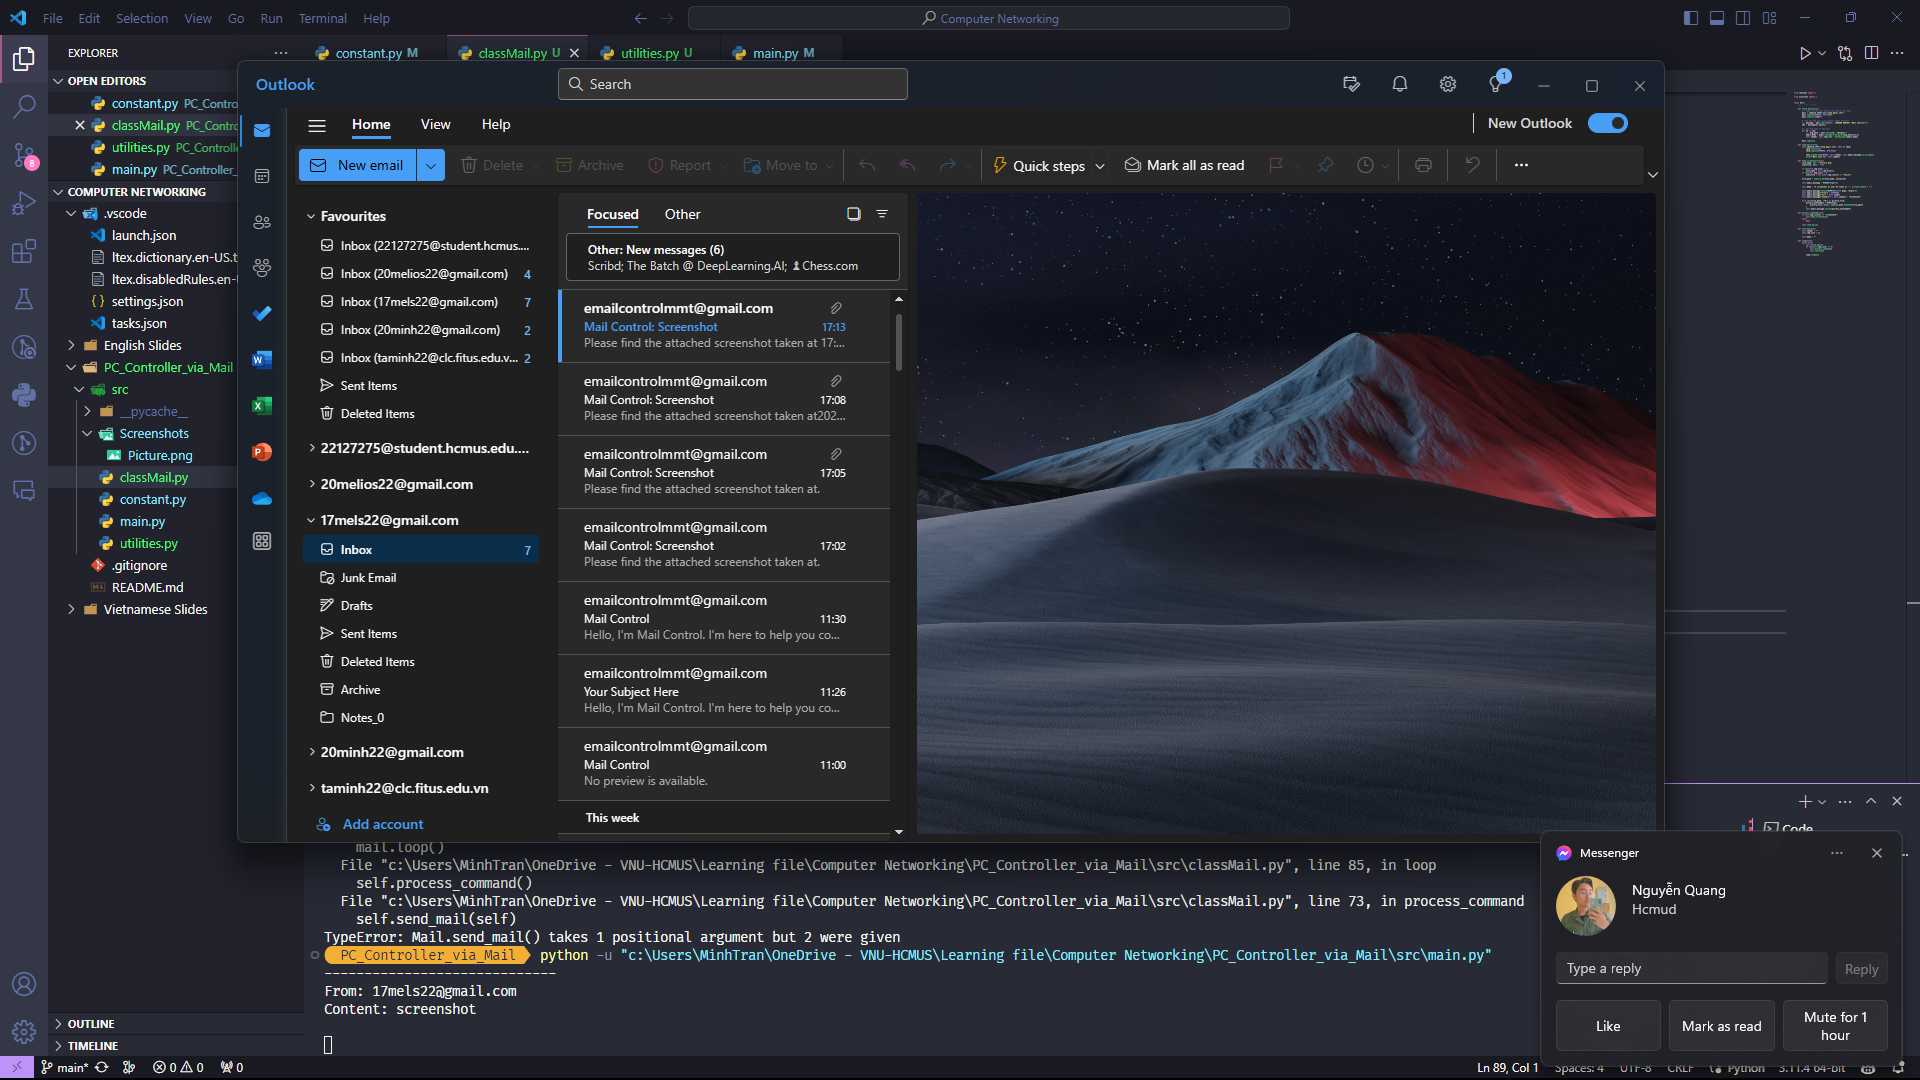 File Edit Selection View Go Run Terminal Help
Computer Networking
EXPLORER
constant.py M
classMail.py U
utilities.py U
main.py M
OPEN EDITORS
constant.py PC_Contro
classMail.py PC_Contr
utilities.py PC_Controll
main.py PC_Controller_
COMPUTER NETWORKING
.vscode
launch.json
ltex.dictionary.en-US.t
ltex.disabledRules.en-
settings.json
tasks.json
English Slides
PC_Controller_via_Mail
src
__pycache__
Screenshots
Picture.png
classMail.py
constant.py
main.py
utilities.py
.gitignore
README.md
Vietnamese Slides
OUTLINE
TIMELINE
8
Outlook
Search
1
Home View Help
New Outlook
New email
Delete
Archive
Report
Move to
Quick steps
Mark all as read
Favourites
Inbox (22127275@student.hcmus....
Inbox (20melios22@gmail.com) 4
Inbox (17mels22@gmail.com) 7
Inbox (20minh22@gmail.com) 2
Inbox (taminh22@clc.fitus.edu.v... 2
Sent Items
Deleted Items
22127275@student.hcmus.edu....
20melios22@gmail.com
17mels22@gmail.com
Inbox 7
Junk Email
Drafts
Sent Items
Deleted Items
Archive
Notes_0
20minh22@gmail.com
taminh22@clc.fitus.edu.vn
Add account
Focused Other
Other: New messages (6)
Scribd; The Batch @ DeepLearning.AI; Chess.com
emailcontrolmmt@gmail.com
Mail Control: Screenshot 17:13
Please find the attached screenshot taken at 17:...
emailcontrolmmt@gmail.com
Mail Control: Screenshot 17:08
Please find the attached screenshot taken at202...
emailcontrolmmt@gmail.com
Mail Control: Screenshot 17:05
Please find the attached screenshot taken at.
emailcontrolmmt@gmail.com
Mail Control: Screenshot 17:02
Please find the attached screenshot taken at.
emailcontrolmmt@gmail.com
Mail Control 11:30
Hello, I'm Mail Control. I'm here to help you co...
emailcontrolmmt@gmail.com
Your Subject Here 11:26
Hello, I'm Mail Control. I'm here to help you co...
emailcontrolmmt@gmail.com
Mail Control 11:00
No preview is available.
This week
Code
mail.loop()
File "c:\Users\MinhTran\OneDrive - VNU-HCMUS\Learning file\Computer Networking\PC_Controller_via_Mail\src\classMail.py", line 85, in loop
self.process_command()
File "c:\Users\MinhTran\OneDrive - VNU-HCMUS\Learning file\Computer Networking\PC_Controller_via_Mail\src\classMail.py", line 73, in process_command
self.send_mail(self)
TypeError: Mail.send_mail() takes 1 positional argument but 2 were given
PC_Controller_via_Mail python -u "c:\Users\MinhTran\OneDrive - VNU-HCMUS\Learning file\Computer Networking\PC_Controller_via_Mail\src\main.py"
-----------------------------
From: 17mels22@gmail.com
Content: screenshot
Messenger
Nguyễn Quang
Hcmud
Type a reply
Reply
Like
Mark as read
Mute for 1
hour
main*
0 0
0
Ln 89, Col 1
Spaces: 4
UTF-8
CRLF
Python
3.11.4 64-bit